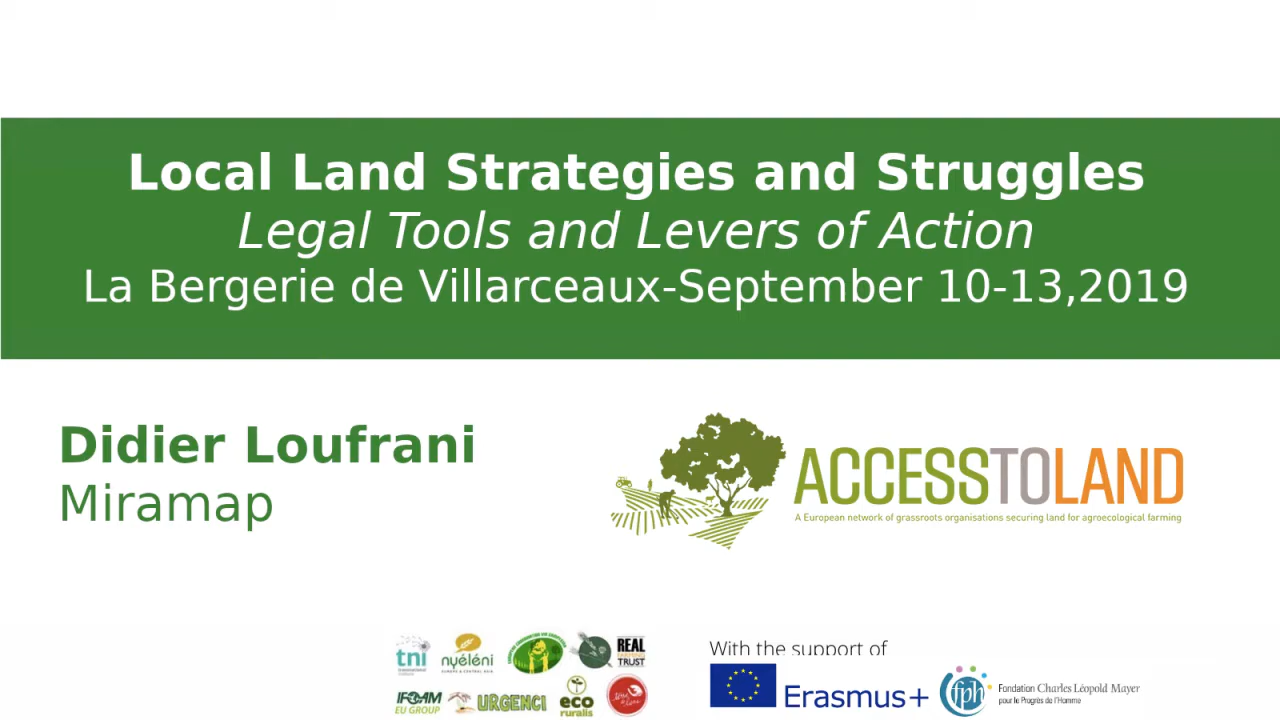 Local Land Strategies and Struggles
Legal Tools and Levers of Action
La Bergerie de Villarceaux-September 10-13,2019
Didier Loufrani
Miramap
ACCESSTOLAND
A European network of grassroots organisations securing land for agroecological farming
With the support of
tni
nyéléni
EUROPE & CENTRAL ASIA
REAL
FARMING
TRUST
IFOAM
EU GROUP
URGENCI
eco
ruralis
Erasmus+
fph
Fondation Charles Léopold Mayer
pour le Progrès de l'Homme